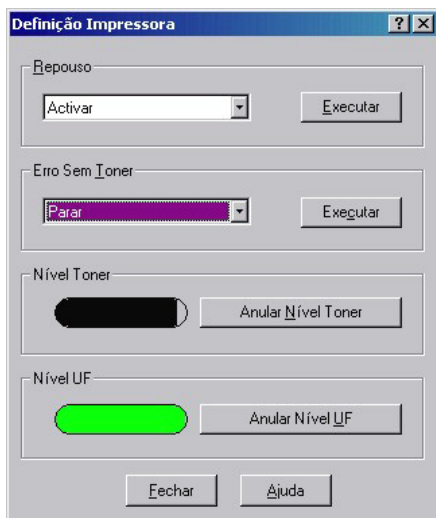 Definição Impressora
Repouso
Activar
Executar
Erro Sem Toner
Parar
Executar
Nível Toner
Anular Nível Toner
Nível UF
Anular Nível UF
Fechar
Ajuda